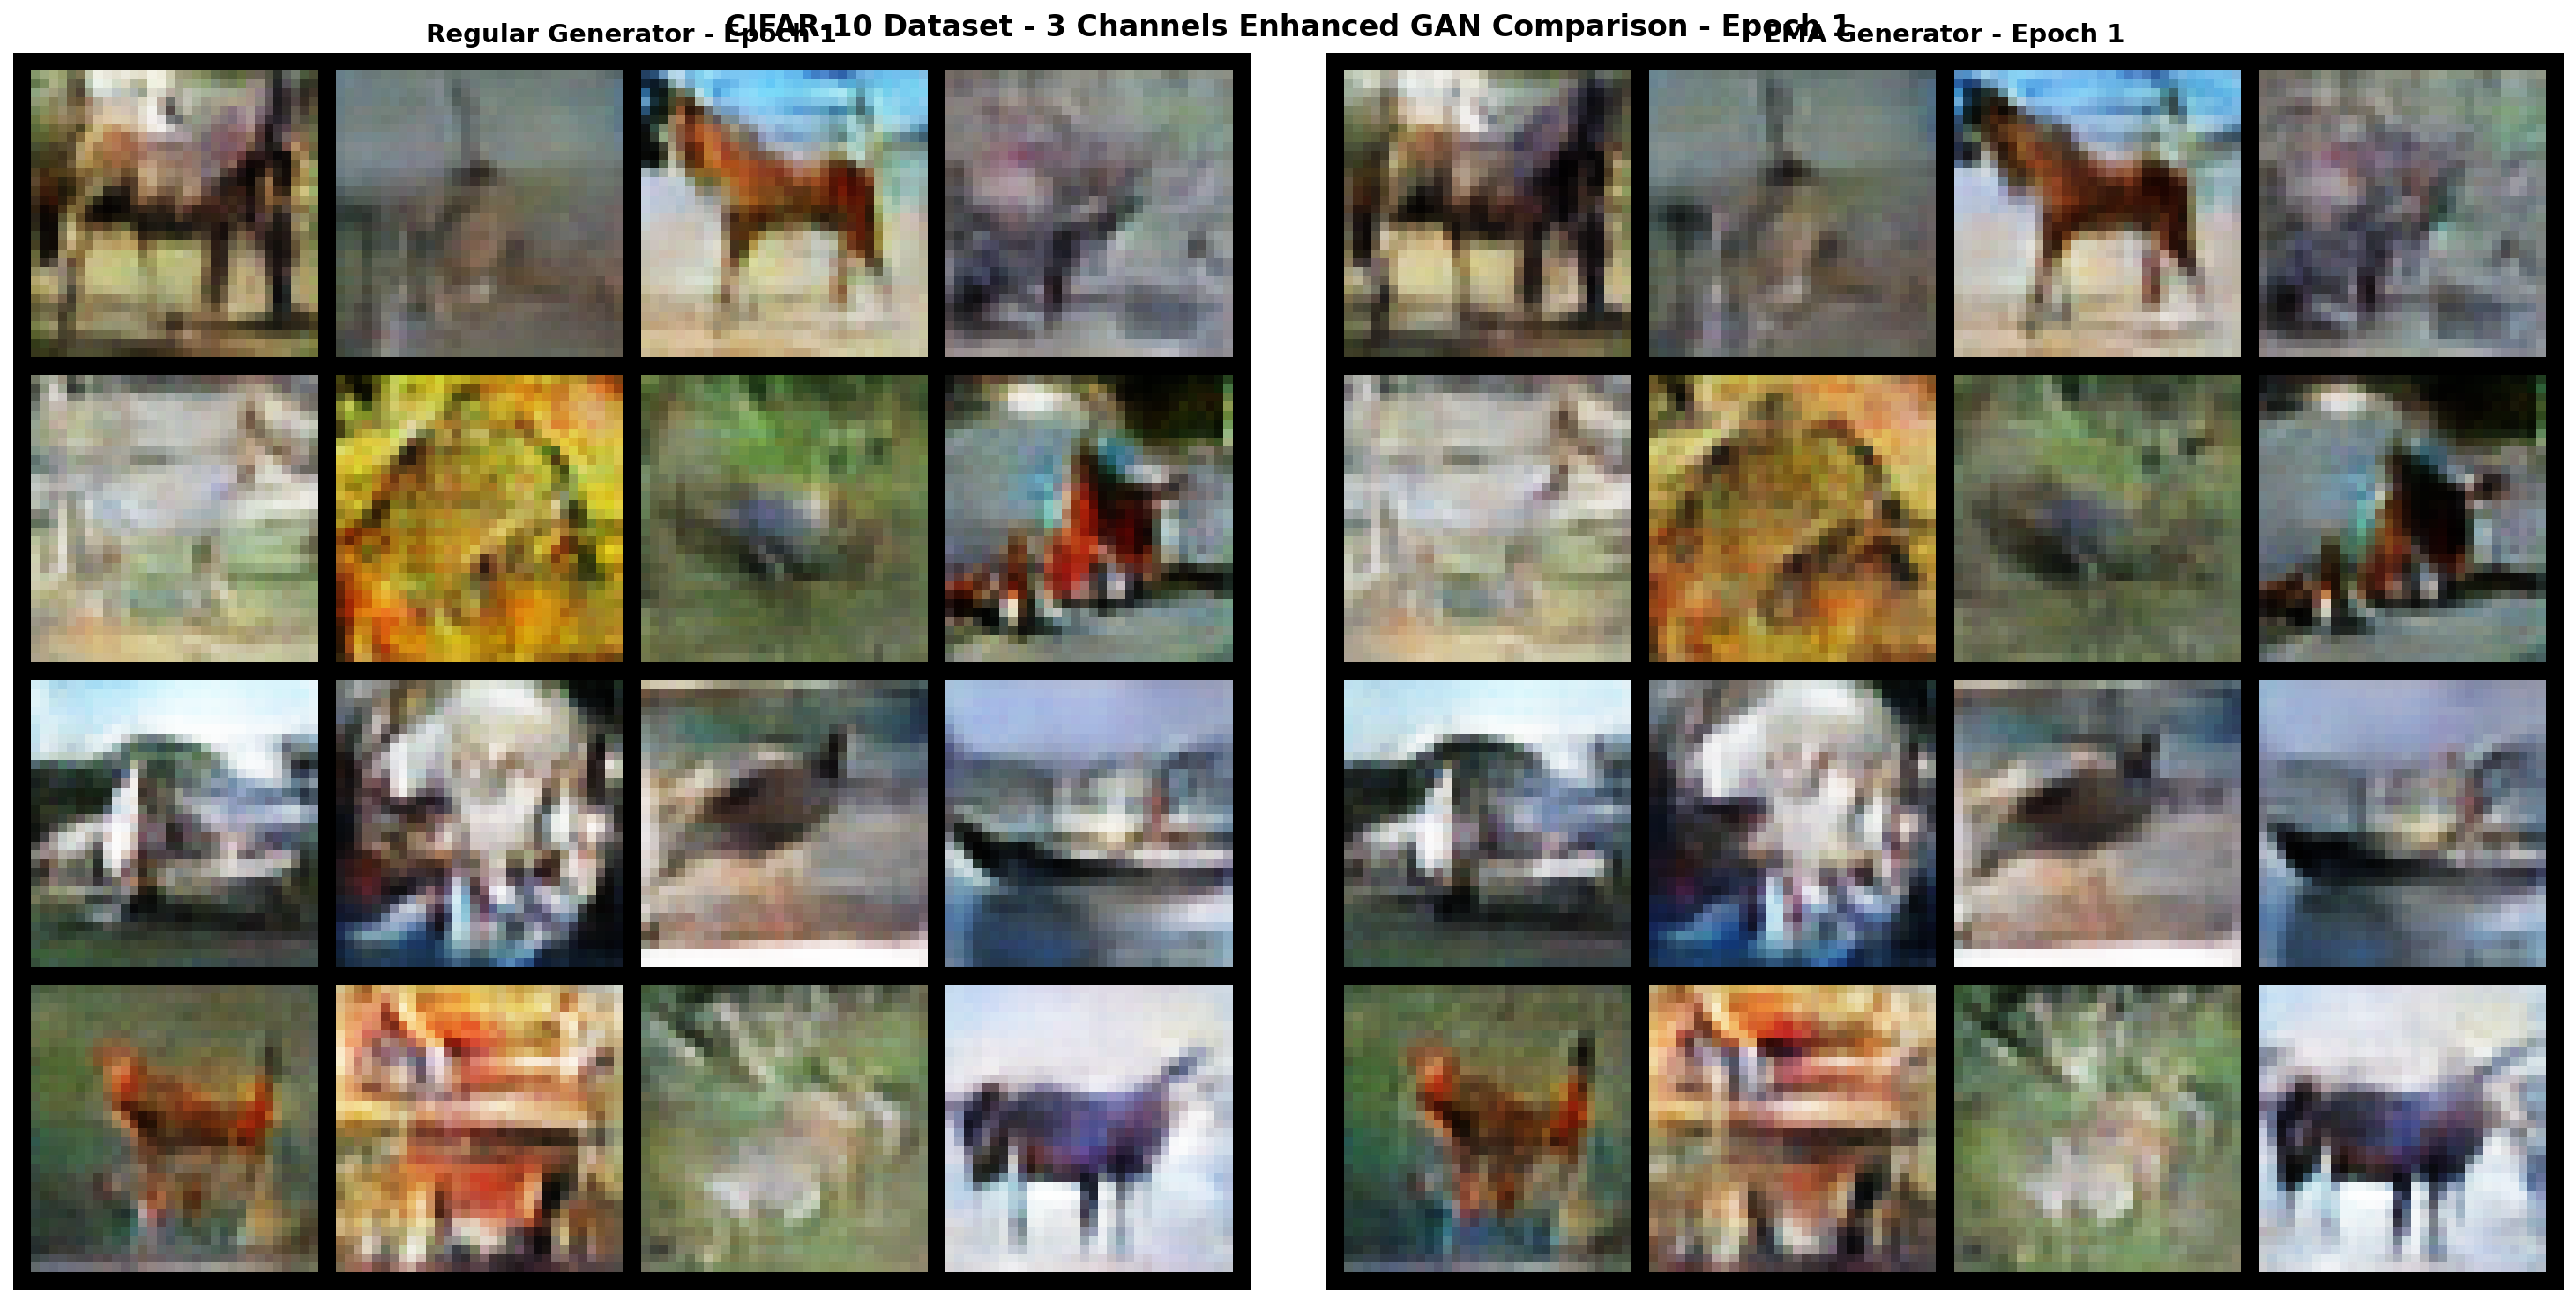 CIFAR-10 Dataset - 3 Channels Enhanced GAN Comparison - Epoch 1
Regular Generator - Epoch 1
EMA Generator - Epoch 1